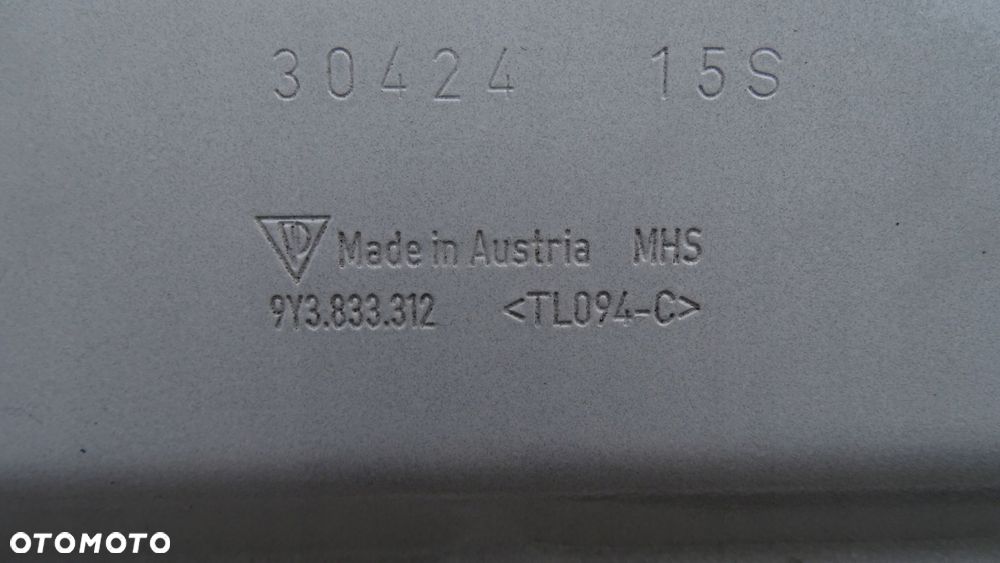 30424 15S
Made in Austria MHS
9Y3.833.312 <TL094-C>
OTOMOTO